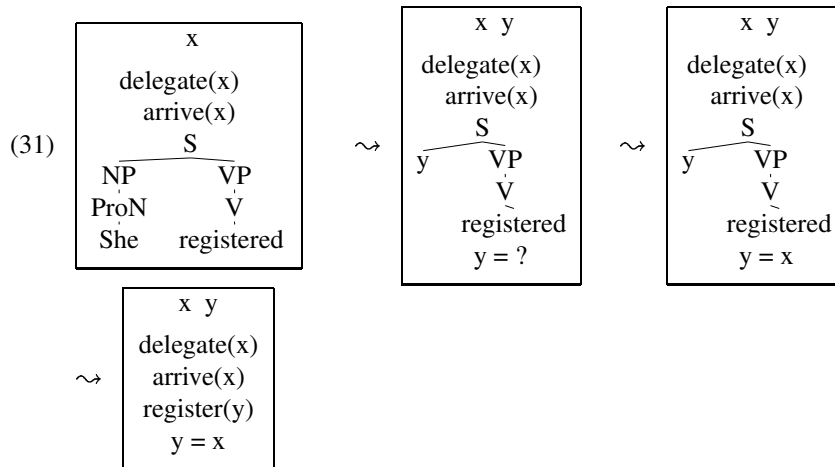 x
delegate(x)
arrive(x)
S
NP VP
ProN V
She registered
(31)
⇝
x y
delegate(x)
arrive(x)
S
y VP
V
registered
y = ?
⇝
x y
delegate(x)
arrive(x)
S
y VP
V
registered
y = x
⇝
x y
delegate(x)
arrive(x)
register(y)
y = x